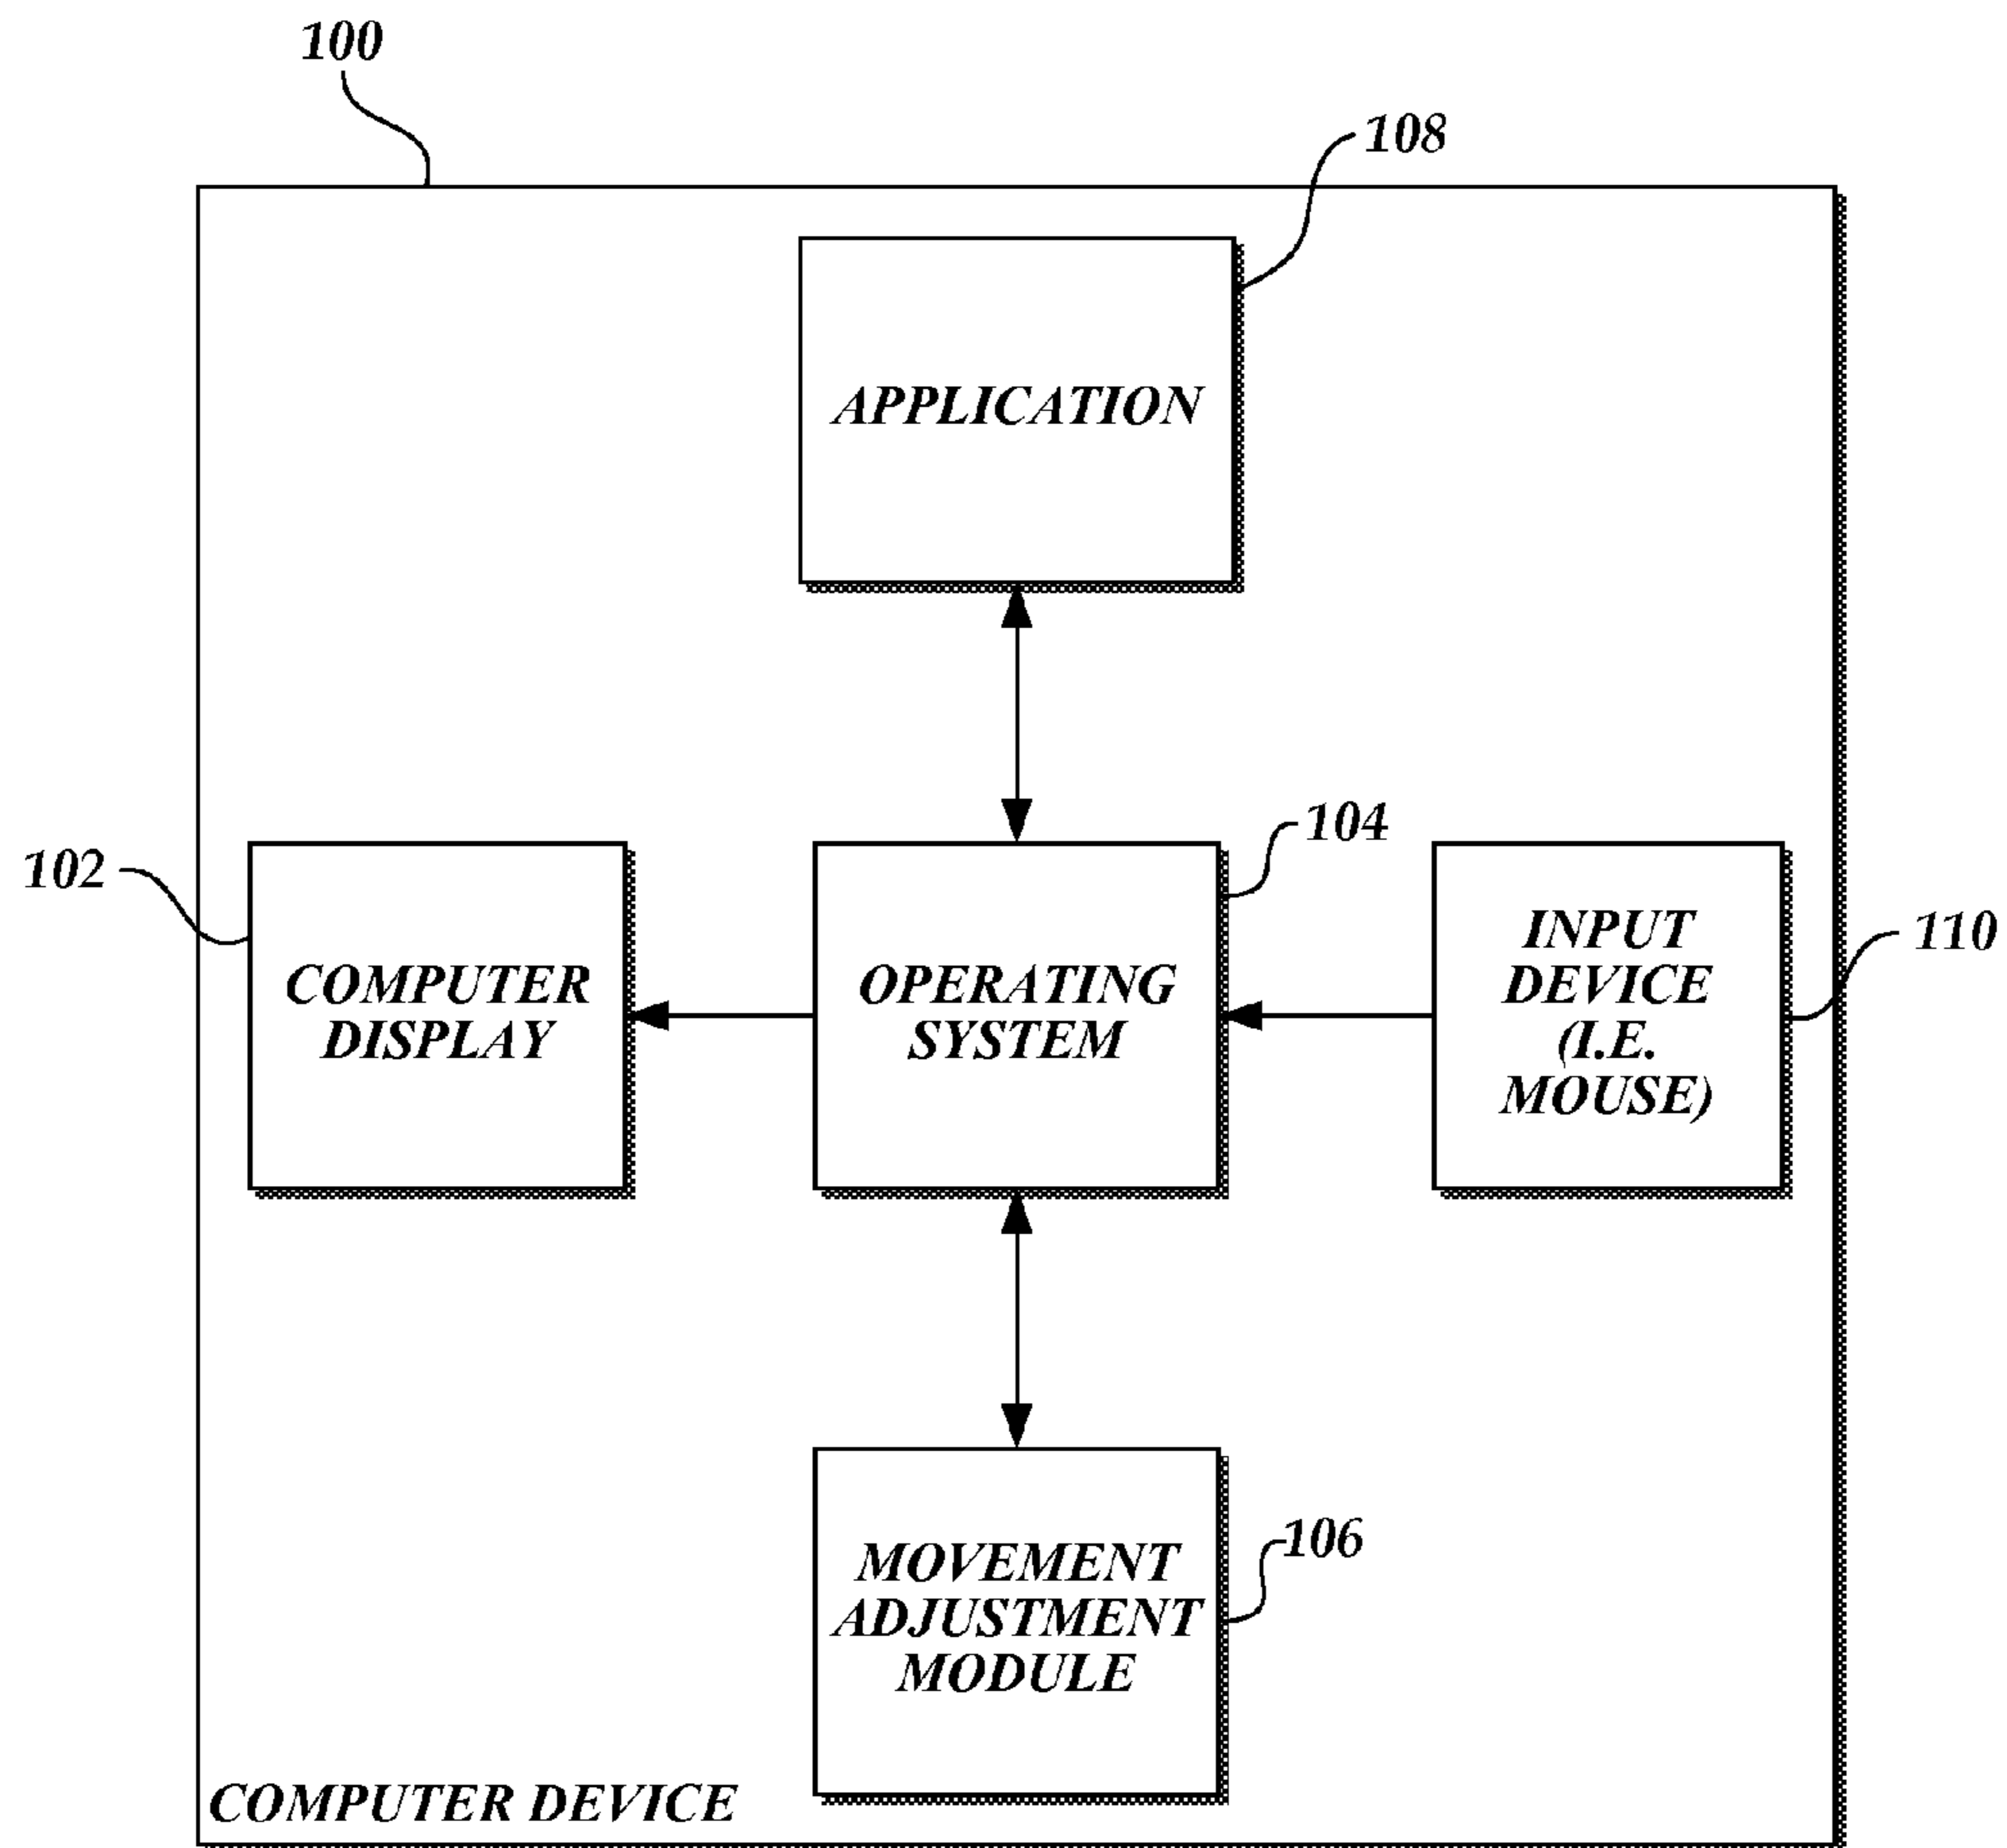 100
108
APPLICATION
104
102
INPUT
DEVICE
(I.E.
MOUSE)
110
COMPUTER
DISPLAY
OPERATING
SYSTEM
106
MOVEMENT
ADJUSTMENT
MODULE
COMPUTER DEVICE